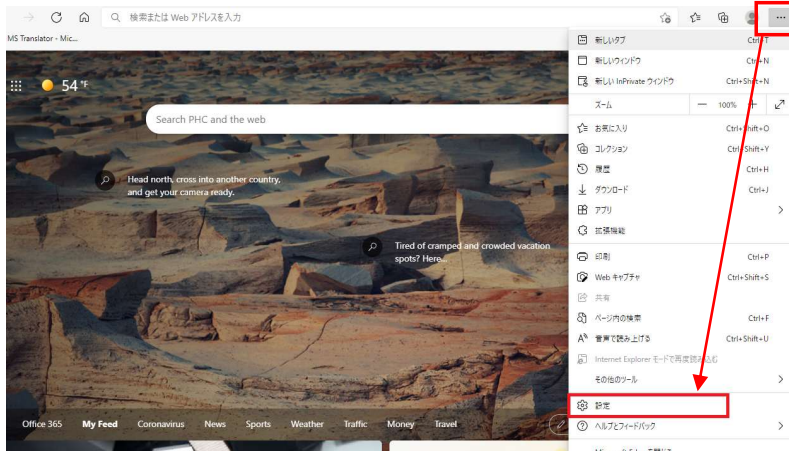 検索または Web アドレスを入力
MS Translator - Mic...
54 °F
Search PHC and the web
Head north, cross into another country,
and get your camera ready.
Tired of cramped and crowded vacation
spots? Here...
Office 365 My Feed Coronavirus News Sports Weather Traffic Money Travel
新しいタブ Ctrl+T
新しいウィンドウ Ctrl+N
新しい InPrivate ウィンドウ Ctrl+Shift+N
ズーム 100%
お気に入り Ctrl+Shift+O
コレクション Ctrl+Shift+Y
履歴 Ctrl+H
ダウンロード Ctrl+J
アプリ
拡張機能
印刷 Ctrl+P
Web キャプチャ Ctrl+Shift+S
共有
ページ内の検索 Ctrl+F
音声で読み上げる Ctrl+Shift+U
Internet Explorer モードで再度読み込む
その他のツール
設定
ヘルプとフィードバック